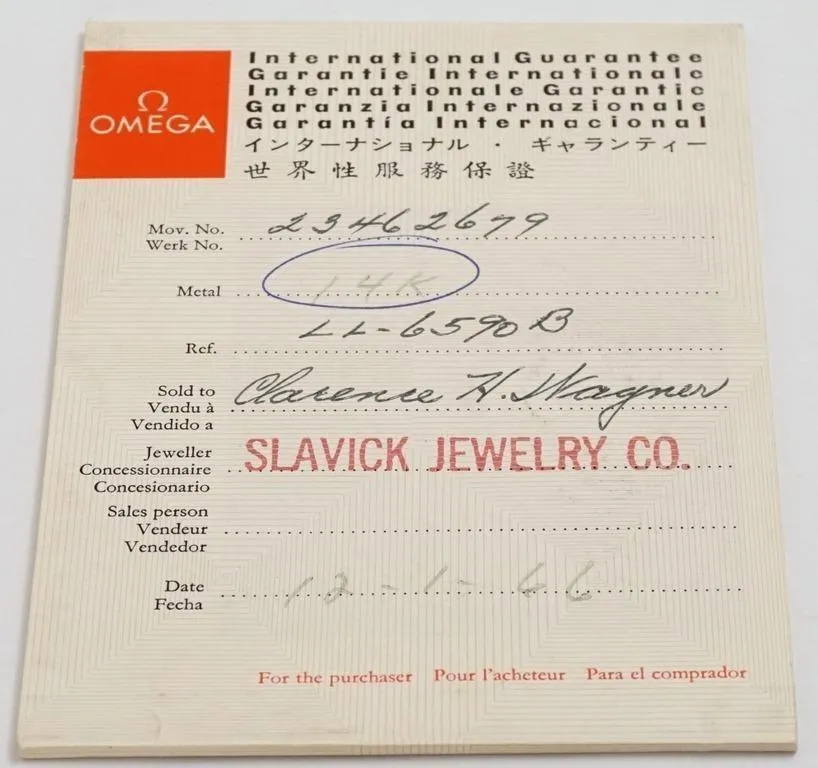 Ω
OMEGA
International Guarantee
Garantie Internationale
Internationale Garantie
Garanzia Internazionale
Garantía Internacional
インターナショナル ・ ギャランティー
世界性服務保證
Mov. No. 23462679
Werk No.
Metal 14K
Ref. LL-6590B
Sold to Clarence H. Wagner
Vendu à
Vendido a
Jeweller SLAVICK JEWELRY CO.
Concessionnaire
Concesionario
Sales person
Vendeur
Vendedor
Date 12-1-66
Fecha
For the purchaser Pour l'acheteur Para el comprador